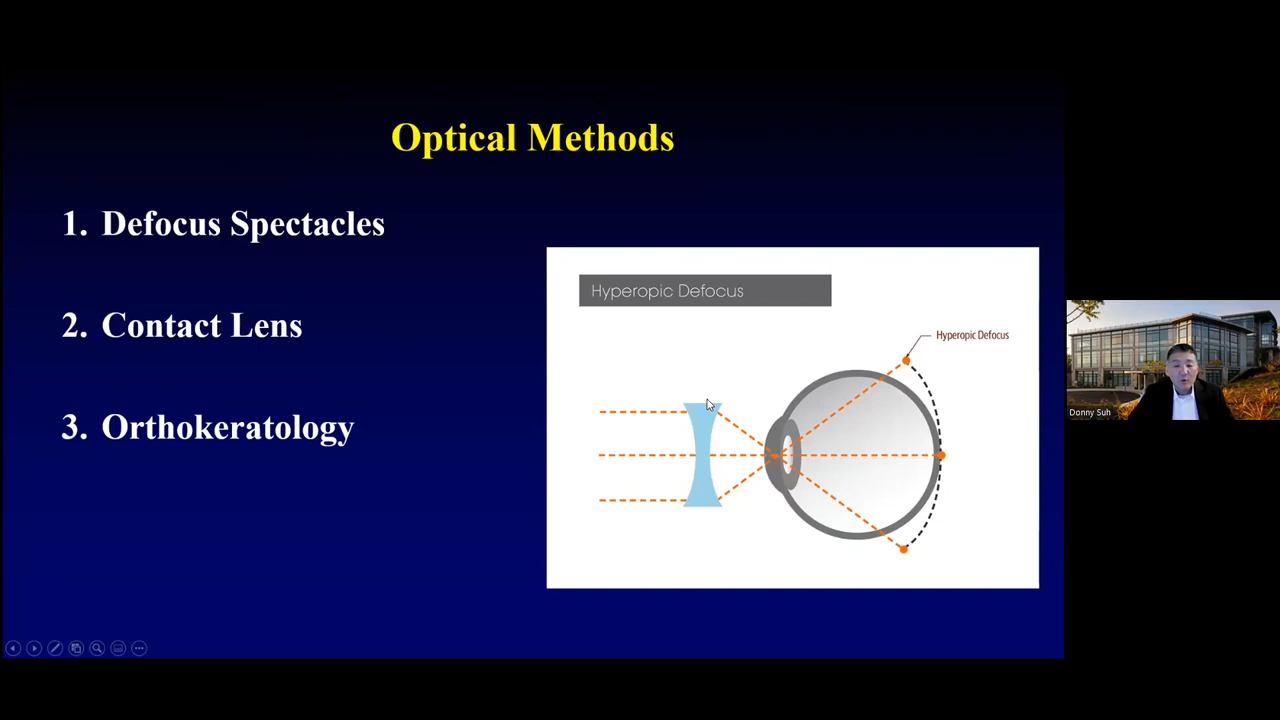 Optical Methods
1. Defocus Spectacles
2. Contact Lens
3. Orthokeratology
Hyperopic Defocus
Hyperopic Defocus
Donny Suh